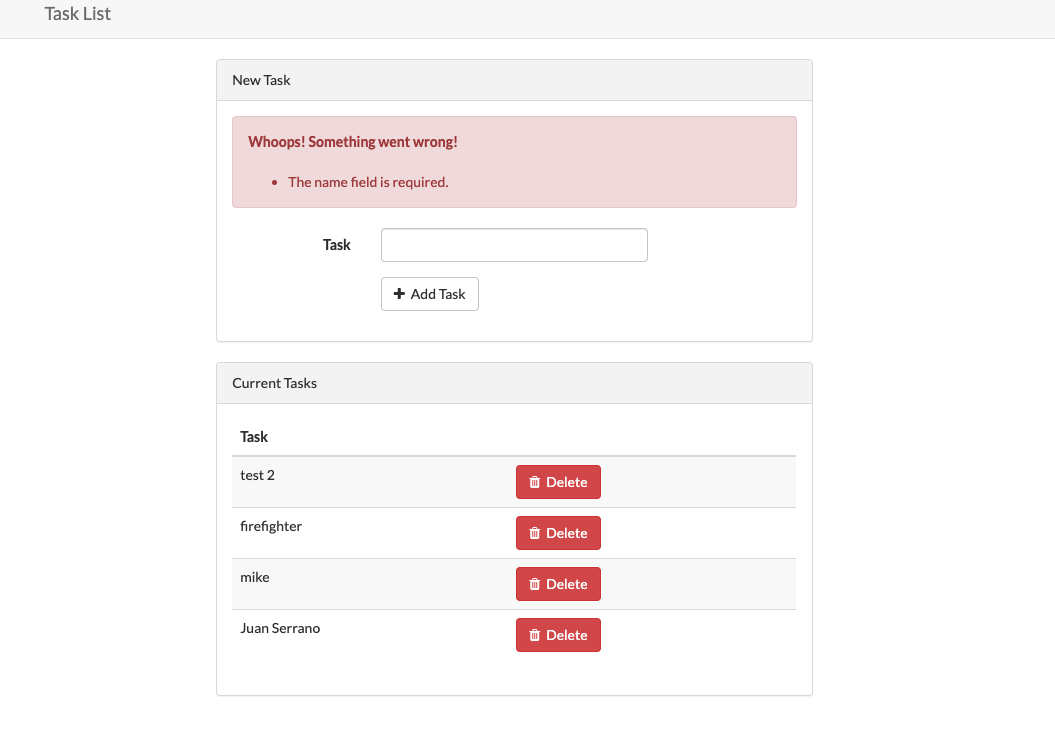 Task List
New Task
Whoops! Something went wrong!
The name field is required.
Task
Add Task
Current Tasks
Task
test 2 Delete
firefighter Delete
mike Delete
Juan Serrano Delete